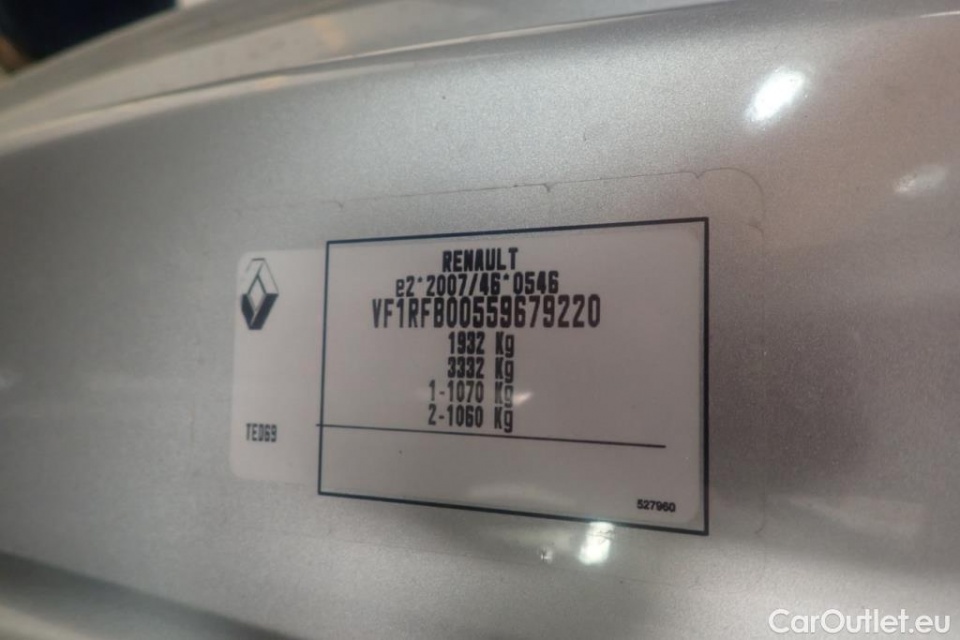 RENAULT
e2*2007/46*0546
VF1RFB00559679220
1932 Kg
3332 Kg
1-1070 Kg
2-1060 Kg
TED69
527960
CarOutlet.eu